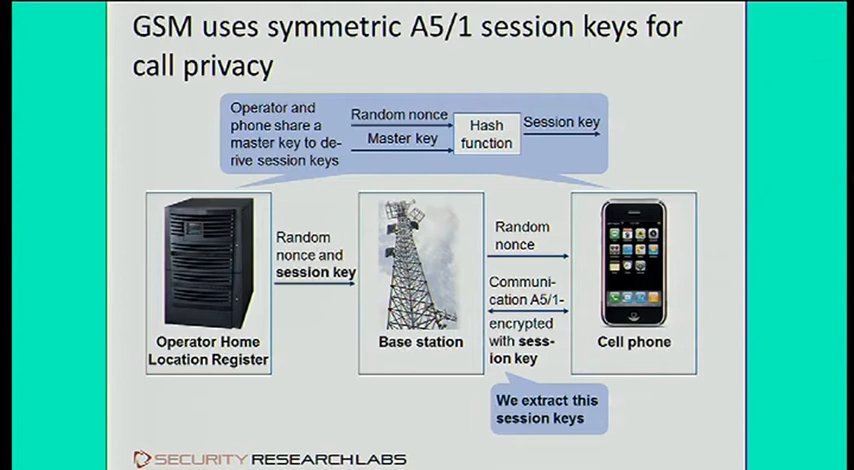 GSM uses symmetric A5/1 session keys for
call privacy
Operator and
phone share a
master key to de-
rive session keys
Random nonce
Master key
Hash
function
Session key
Random
nonce and
session key
Random
nonce
Communi-
cation A5/1-
encrypted
with sess-
ion key
Operator Home
Location Register
Base station
Cell phone
We extract this
session keys
SECURITY RESEARCH LABS